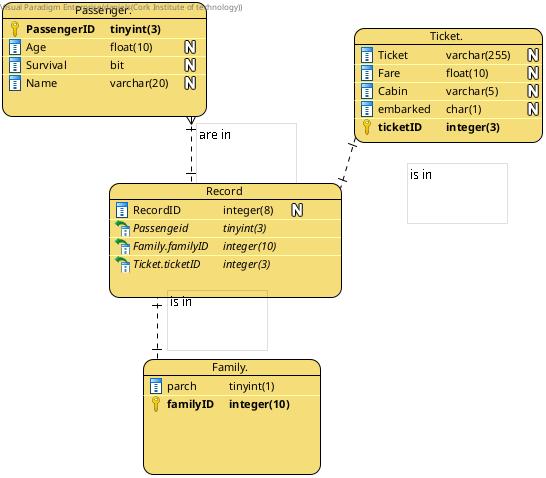 Visual Paradigm Enterprise
(Cork Institute of technology))
Passenger.
PassengerID tinyint(3)
Age float(10) N
Survival bit N
Name varchar(20) N
Ticket.
Ticket varchar(255) N
Fare float(10) N
Cabin varchar(5) N
embarked char(1) N
ticketID integer(3)
are in
is in
Record
RecordID integer(8) N
Passengeid tinyint(3)
Family.familyID integer(10)
Ticket.ticketID integer(3)
is in
Family.
parch tinyint(1)
familyID integer(10)